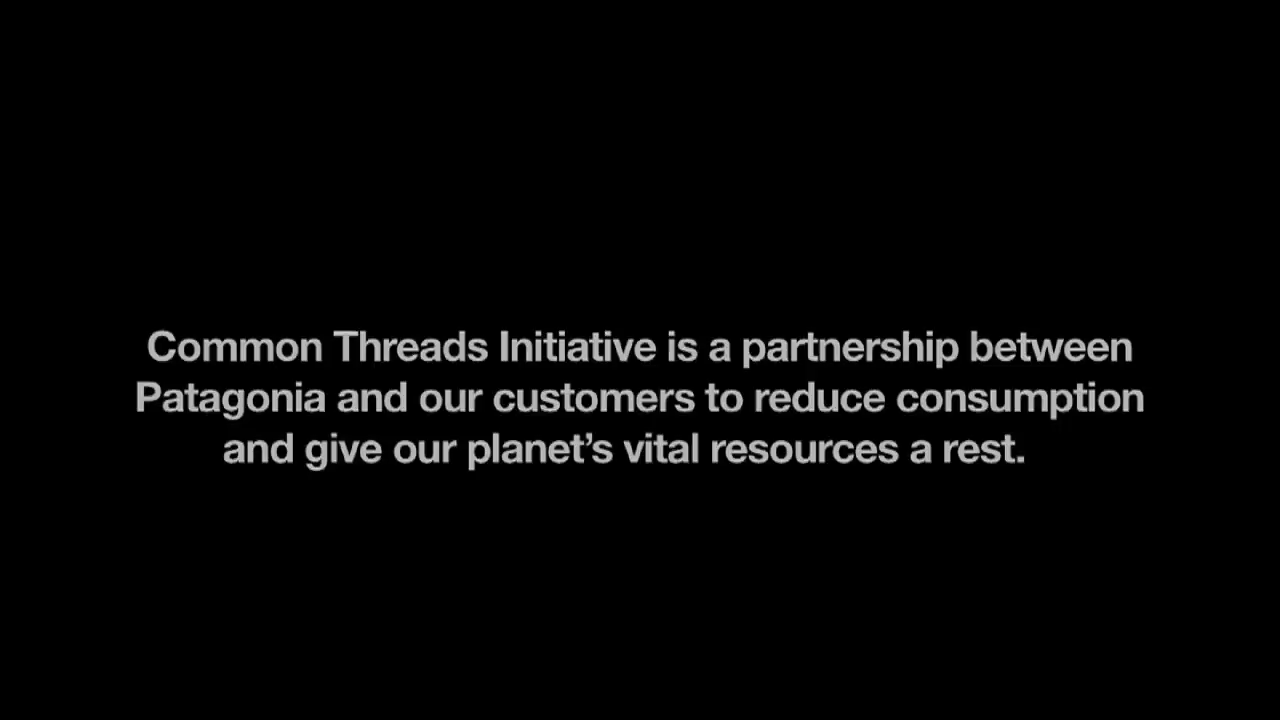 Common Threads Initiative is a partnership between
Patagonia and our customers to reduce consumption
and give our planet’s vital resources a rest.